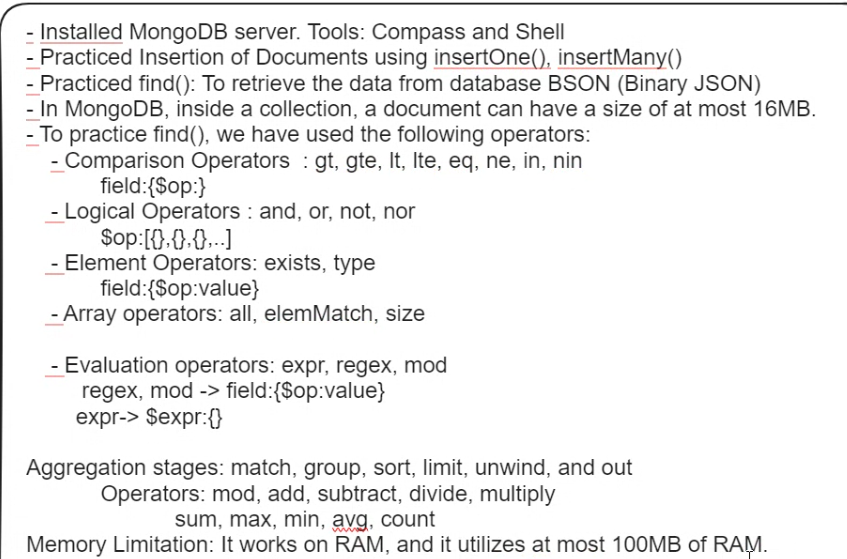 - Installed MongoDB server. Tools: Compass and Shell
- Practiced Insertion of Documents using insertOne(), insertMany()
- Practiced find(): To retrieve the data from database BSON (Binary JSON)
- In MongoDB, inside a collection, a document can have a size of at most 16MB.
- To practice find(), we have used the following operators:
- Comparison Operators : gt, gte, lt, lte, eq, ne, in, nin
field:{$op:}
- Logical Operators : and, or, not, nor
$op:[{},{},{},..]
- Element Operators: exists, type
field:{$op:value}
- Array operators: all, elemMatch, size
- Evaluation operators: expr, regex, mod
regex, mod -> field:{$op:value}
expr-> $expr:{}
Aggregation stages: match, group, sort, limit, unwind, and out
Operators: mod, add, subtract, divide, multiply
sum, max, min, avg, count
Memory Limitation: It works on RAM, and it utilizes at most 100MB of RAM.